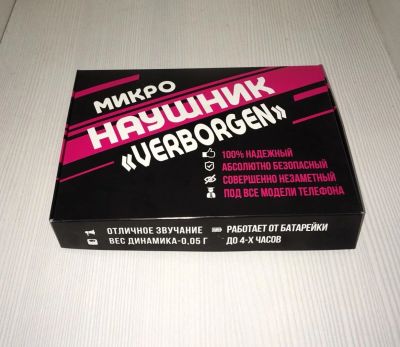 МИКРО
НАУШНИК
«VERBORGEN»
100% НАДЕЖНЫЙ
АБСОЛЮТНО БЕЗОПАСНЫЙ
СОВЕРШЕННО НЕЗАМЕТНЫЙ
ПОД ВСЕ МОДЕЛИ ТЕЛЕФОНА
ОТЛИЧНОЕ ЗВУЧАНИЕ
ВЕС ДИНАМИКА-0,05 Г
РАБОТАЕТ ОТ БАТАРЕЙКИ
ДО 4-Х ЧАСОВ